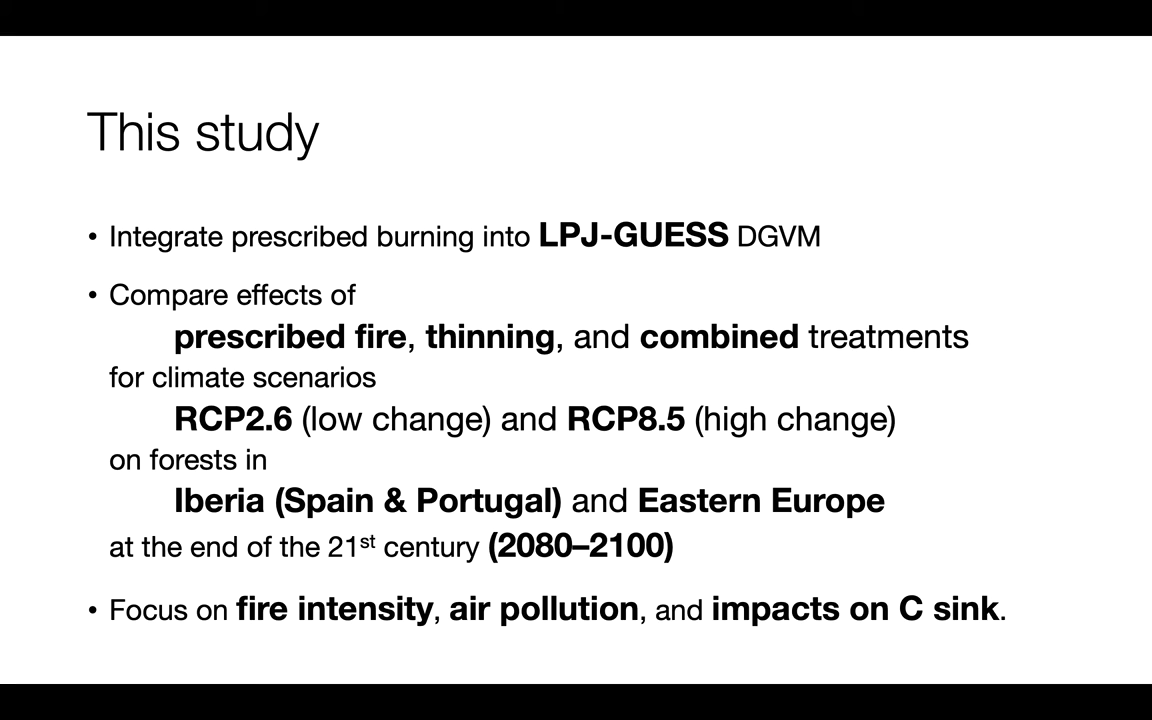 This study
• Integrate prescribed burning into LPJ-GUESS DGVM
• Compare effects of
prescribed fire, thinning, and combined treatments
for climate scenarios
RCP2.6 (low change) and RCP8.5 (high change)
on forests in
Iberia (Spain & Portugal) and Eastern Europe
at the end of the 21st century (2080–2100)
• Focus on fire intensity, air pollution, and impacts on C sink.